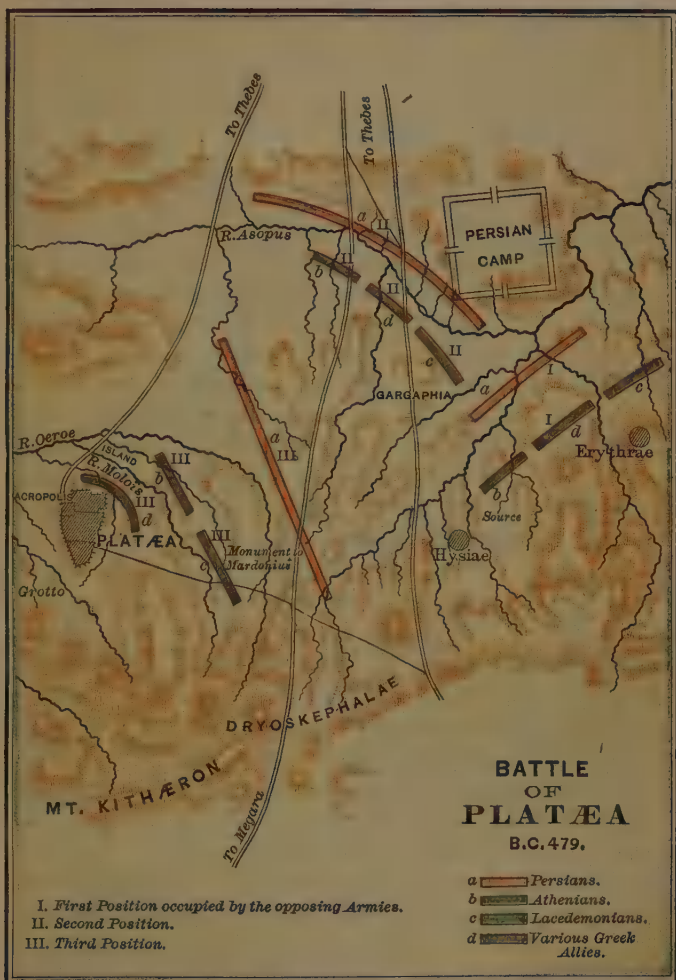 To Thebes
To Thebes
a
II
R. Asopus
PERSIAN
CAMP
II
b
II
d
II
c
GARGAPHIA
a
I
c
I
d
Erythrae
b
Source
Hysiae
a
III
R. Oeroe
ISLAND
R. Moloïs
III
b
ACROPOLIS
III
d
PLATÆA
III
c
Monument to
Mardonius
Grotto
DRYOSKEPHALAE
MT. KITHÆRON
To Megara
BATTLE
OF
PLATÆA
B.C. 479.
a Persians.
b Athenians.
c Lacedemonians.
d Various Greek
Allies.
I. First Position occupied by the opposing Armies.
II. Second Position.
III. Third Position.